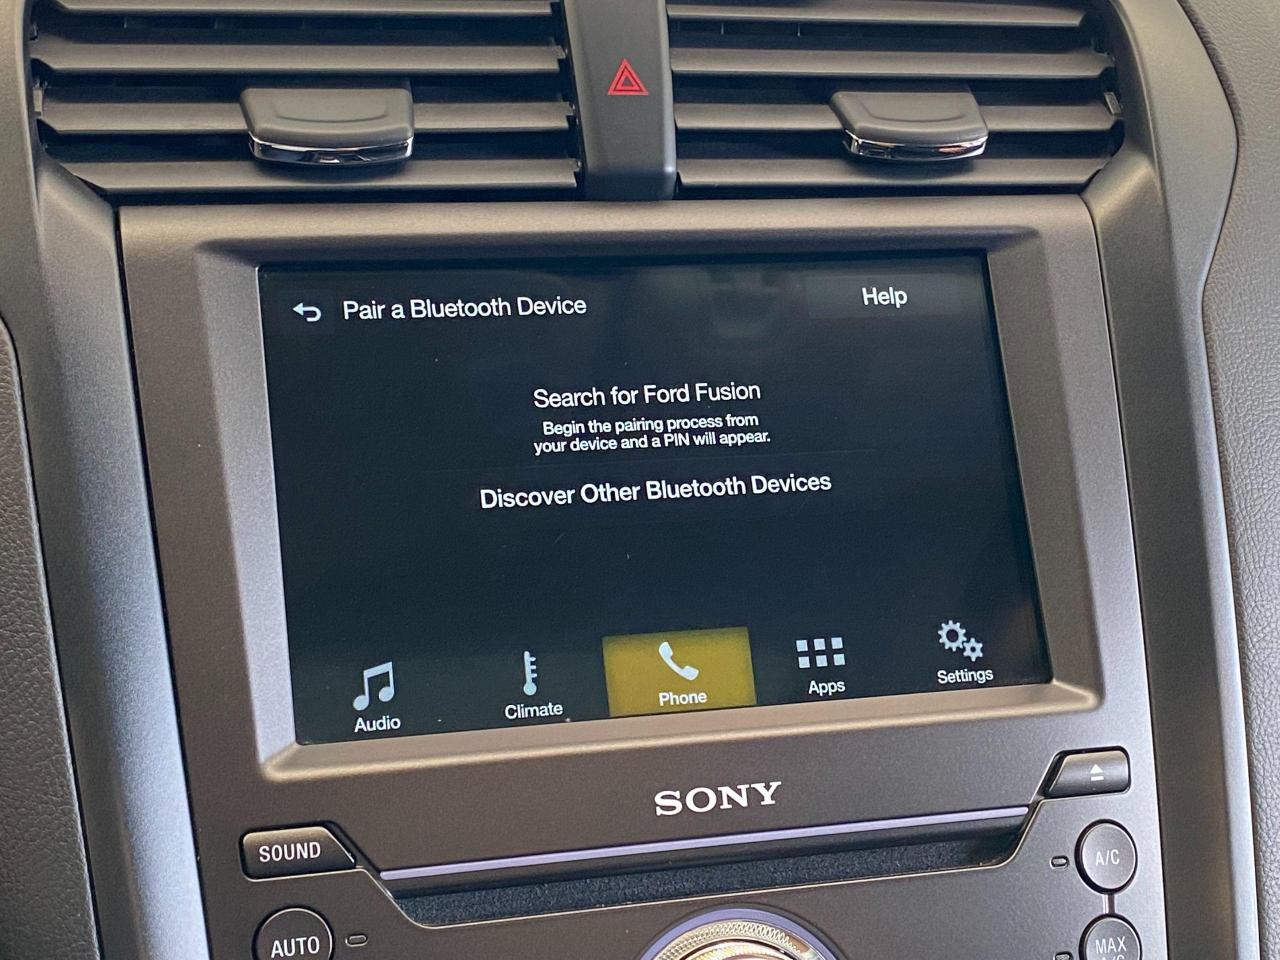 Pair a Bluetooth Device
Help
Search for Ford Fusion
Begin the pairing process from
your device and a PIN will appear.
Discover Other Bluetooth Devices
Audio
Climate
Phone
Apps
Settings
SONY
SOUND
A/C
AUTO
MAX
A/C